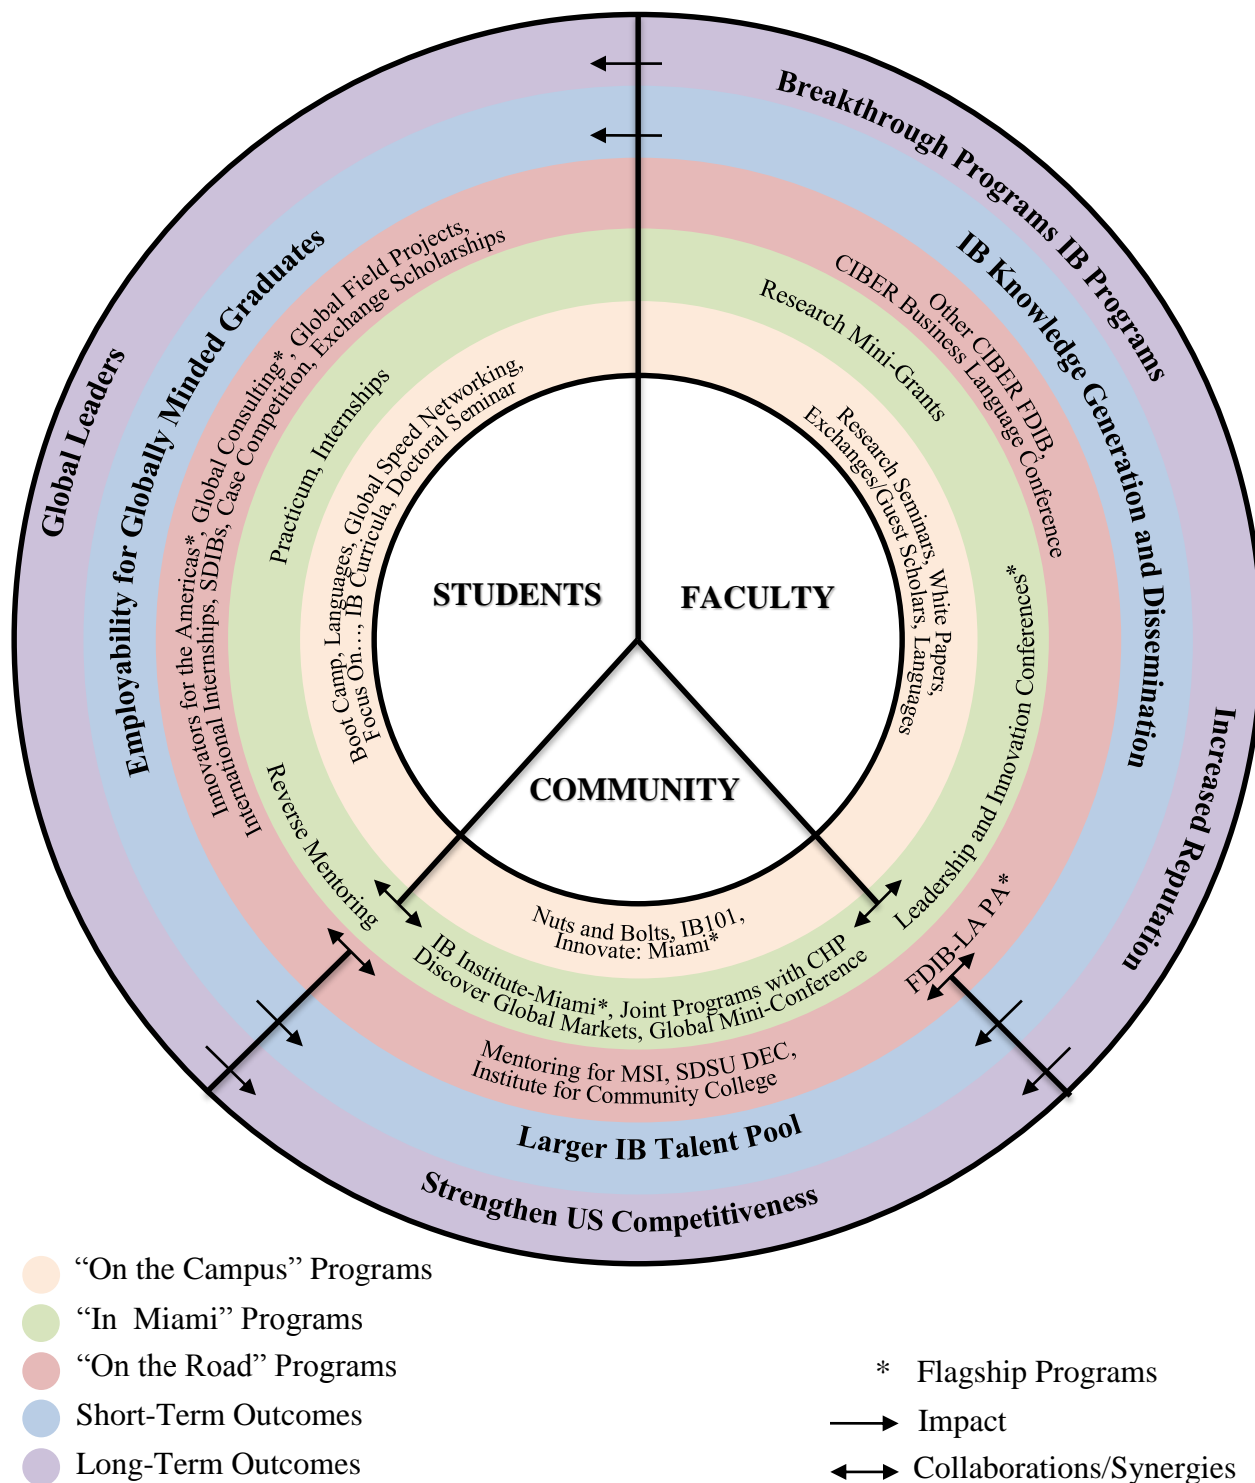 Breakthrough Programs IB Programs
Increased Reputation
IB Knowledge Generation and Dissemination
Other CIBER FDIB,
CIBER Business Language Conference
FDIB-LA PA*
Research Mini-Grants
Leadership and Innovation Conferences*
Research Seminars, White Papers,
Exchanges/Guest Scholars, Languages
FACULTY
Global Leaders
Employability for Globally Minded Graduates
Innovators for the Americas*, Global Consulting*, Global Field Projects,
International Internships, SDIBs, Case Competition, Exchange Scholarships
Practicum, Internships
Reverse Mentoring
Boot Camp, Languages, Global Speed Networking,
Focus On…, IB Curricula, Doctoral Seminar
STUDENTS
COMMUNITY
Nuts and Bolts, IB101,
Innovate: Miami*
IB Institute-Miami*, Joint Programs with CHP
Discover Global Markets, Global Mini-Conference
Mentoring for MSI, SDSU DEC,
Institute for Community College
Larger IB Talent Pool
Strengthen US Competitiveness
“On the Campus” Programs
“In Miami” Programs
“On the Road” Programs
Short-Term Outcomes
Long-Term Outcomes
* Flagship Programs
Impact
Collaborations/Synergies